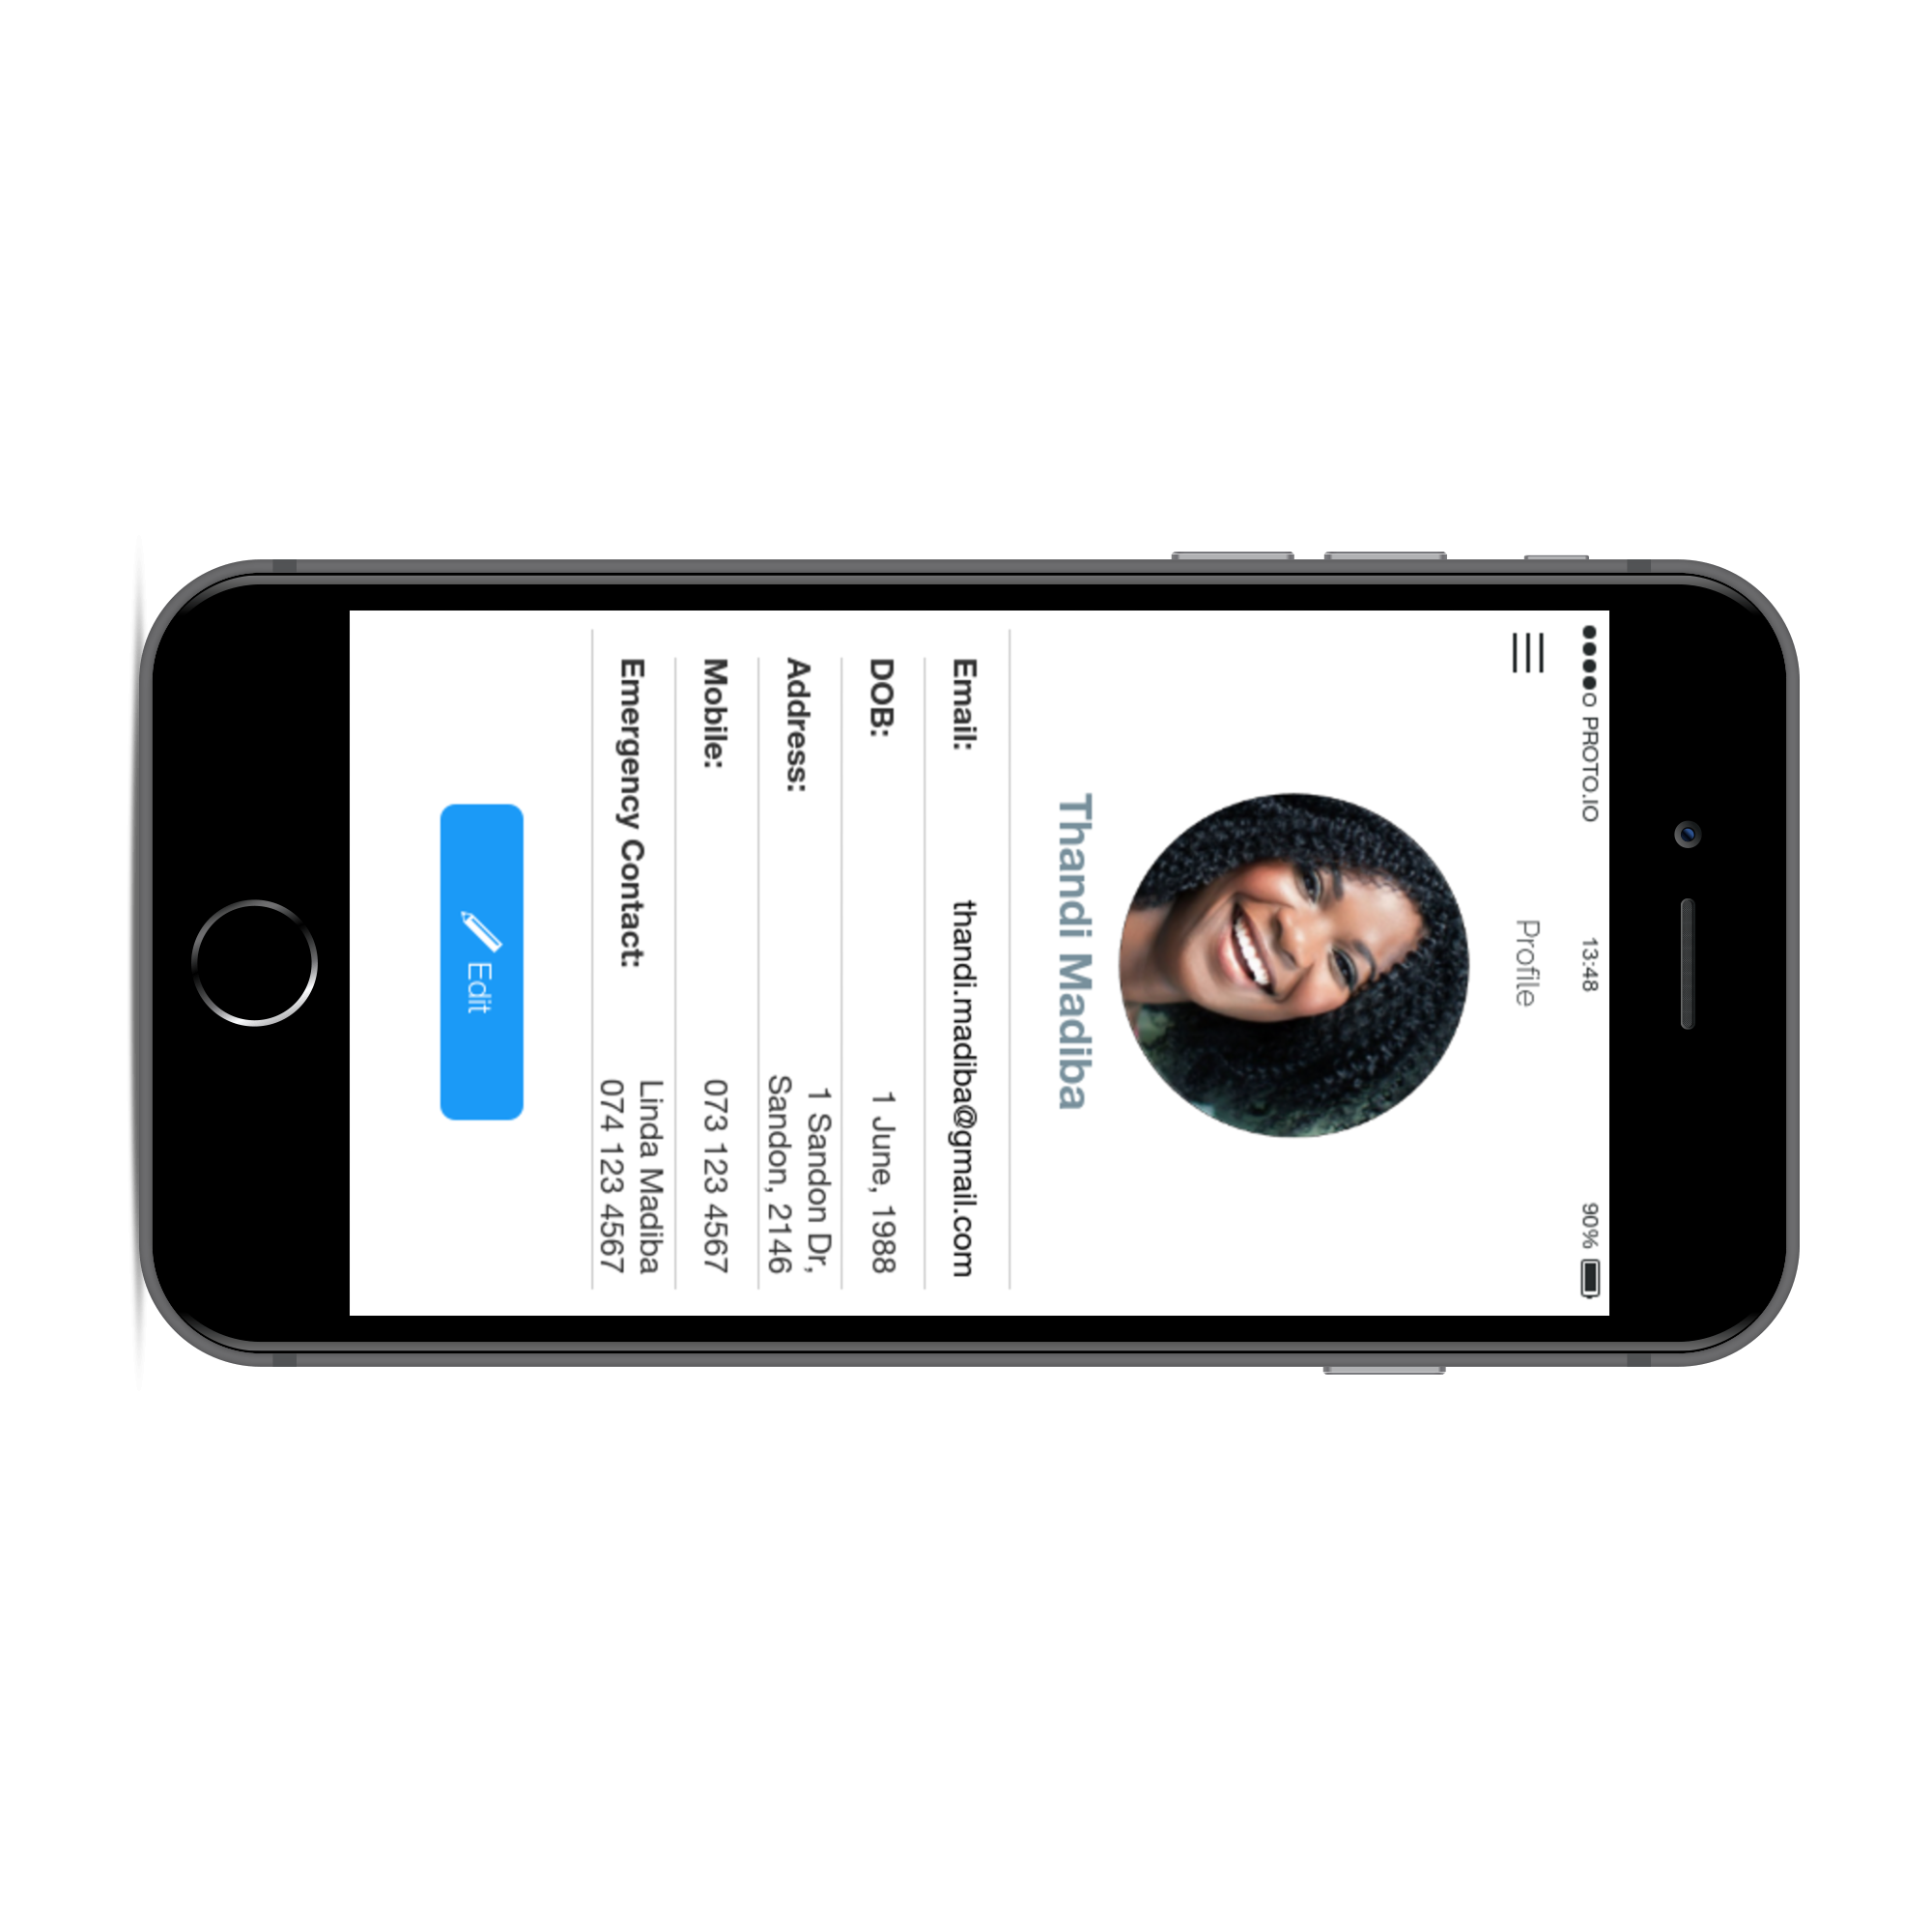 PROTO.IO 13:48 90%
Profile
Thandi Madiba
Email: thandi.madiba@gmail.com
DOB: 1 June, 1988
Address: 1 Sandon Dr,
Sandon, 2146
Mobile: 073 123 4567
Emergency Contact: Linda Madiba
074 123 4567
Edit